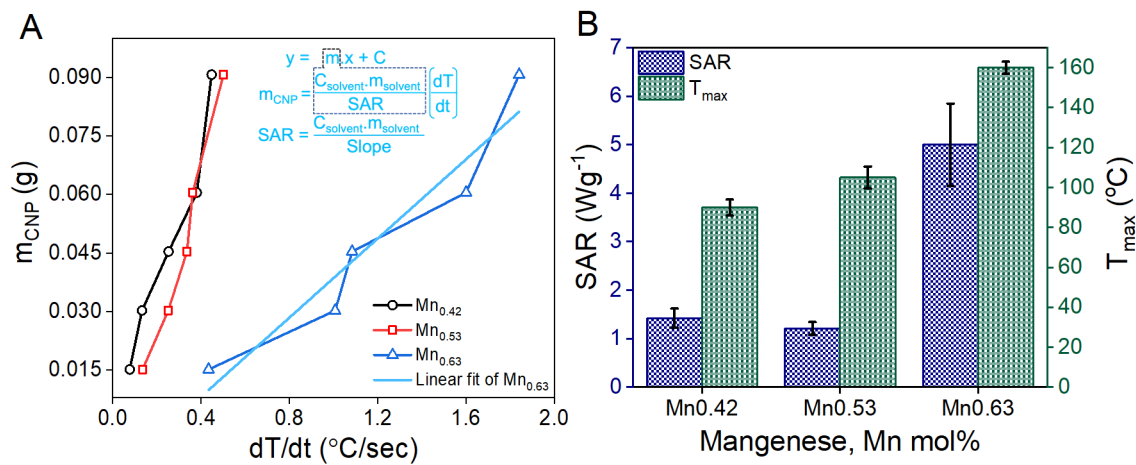 A
y = m.x + C
m_CNP = C_solvent.m_solvent / SAR [dT/dt]
SAR = C_solvent.m_solvent / Slope
0.090
0.075
0.060
0.045
0.030
0.015
m_CNP (g)
Mn_0.42
Mn_0.53
Mn_0.63
Linear fit of Mn_0.63
0.0 0.4 0.8 1.2 1.6 2.0
dT/dt (°C/sec)
B
SAR
T_max
7
6
5
4
3
2
1
0
SAR (Wg⁻¹)
160
140
120
100
80
60
40
20
0
T_max (°C)
Mn0.42 Mn0.53 Mn0.63
Mangenese, Mn mol%